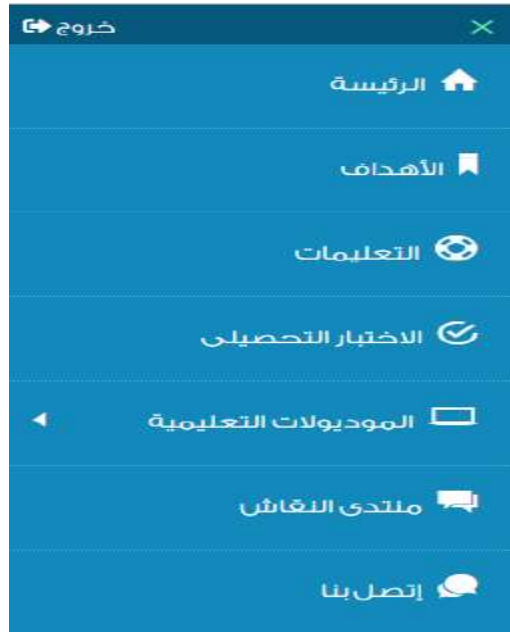 خروج
الرئيسة
الأهداف
التعليمات
الاختبار التحصيلى
الموديولات التعليمية
منتدى النقاش
إتصل بنا